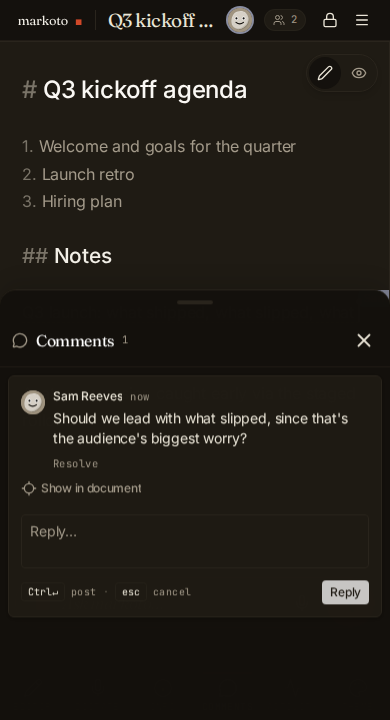 markoto
Q3 kickoff ...
2
# Q3 kickoff agenda
1. Welcome and goals for the quarter
2. Launch retro
3. Hiring plan
## Notes
Comments 1
Sam Reeves now
Should we lead with what slipped, since that's
the audience's biggest worry?
Resolve
Show in document
Reply...
Ctrl↵ post · esc cancel
Reply